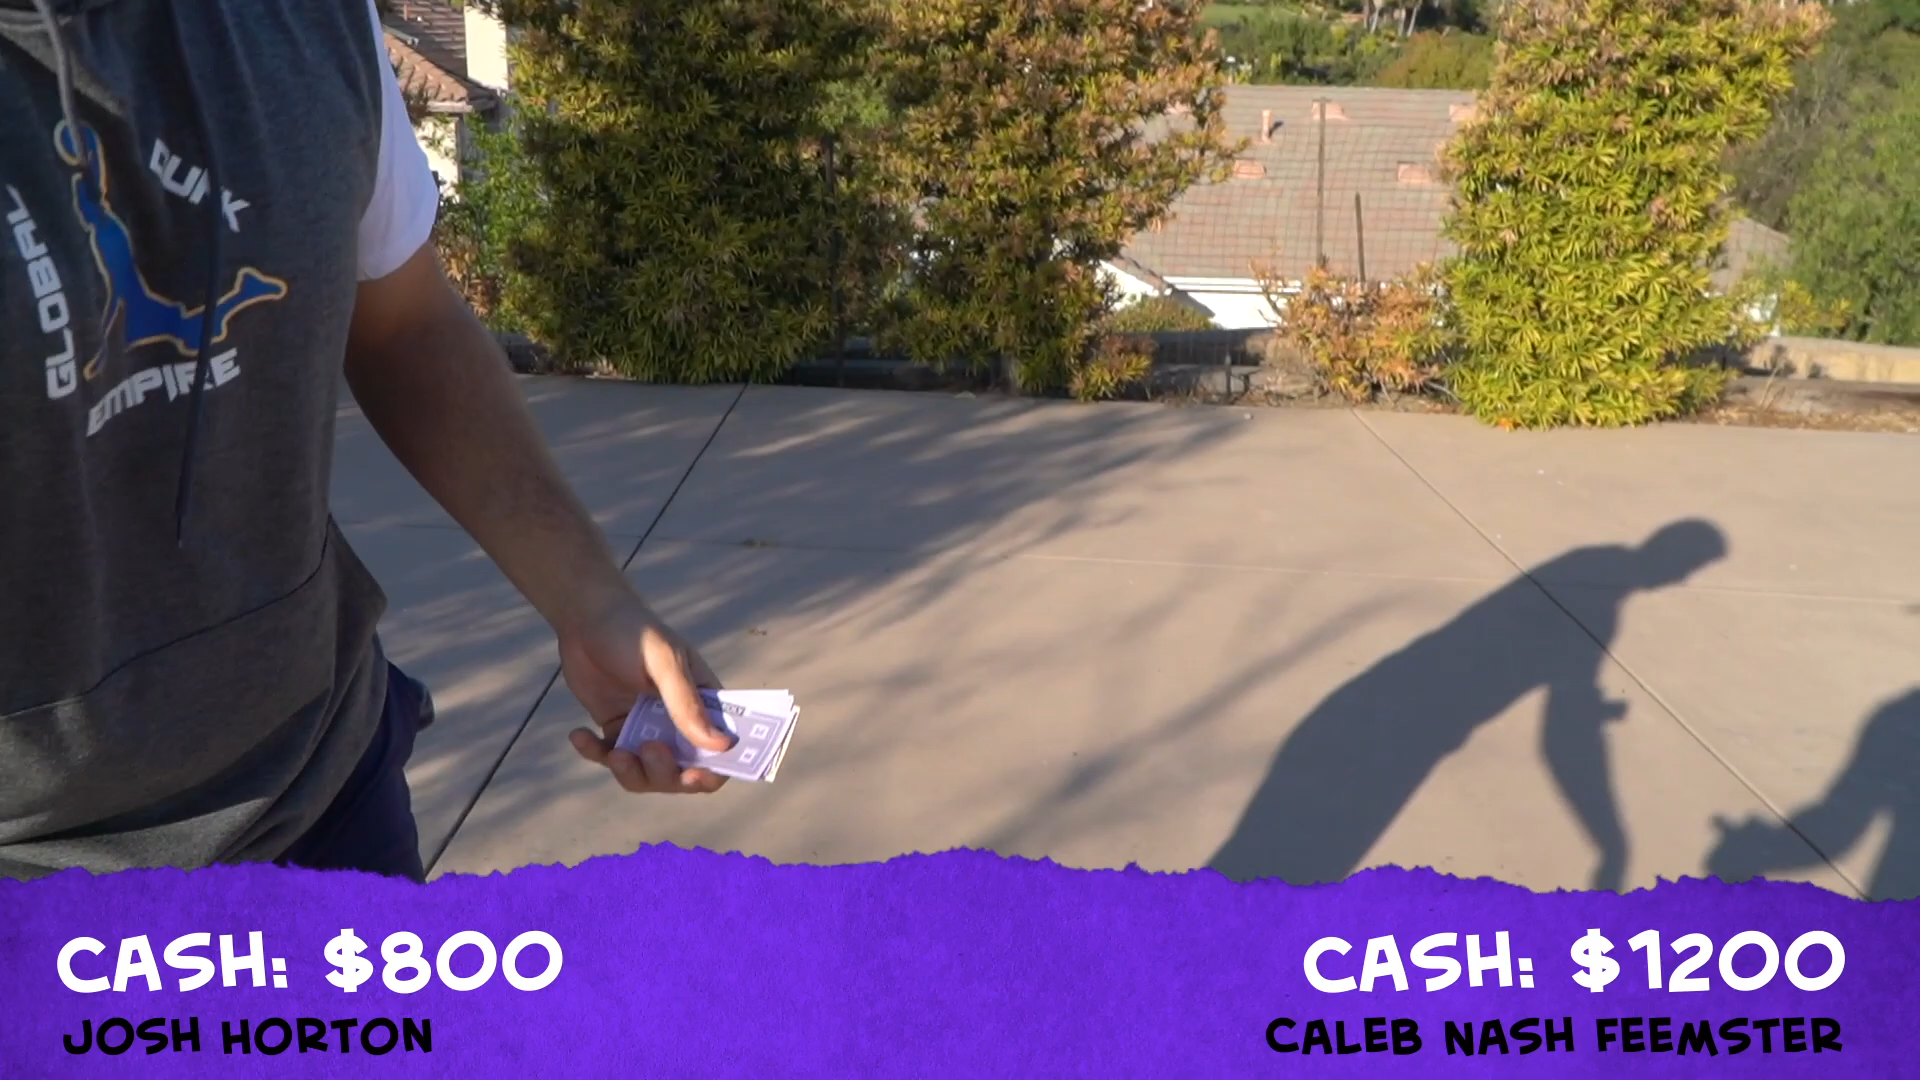 GLOBAL
DUNK
EMPIRE
CASH: $800
JOSH HORTON
CASH: $1200
CALEB NASH FEEMSTER